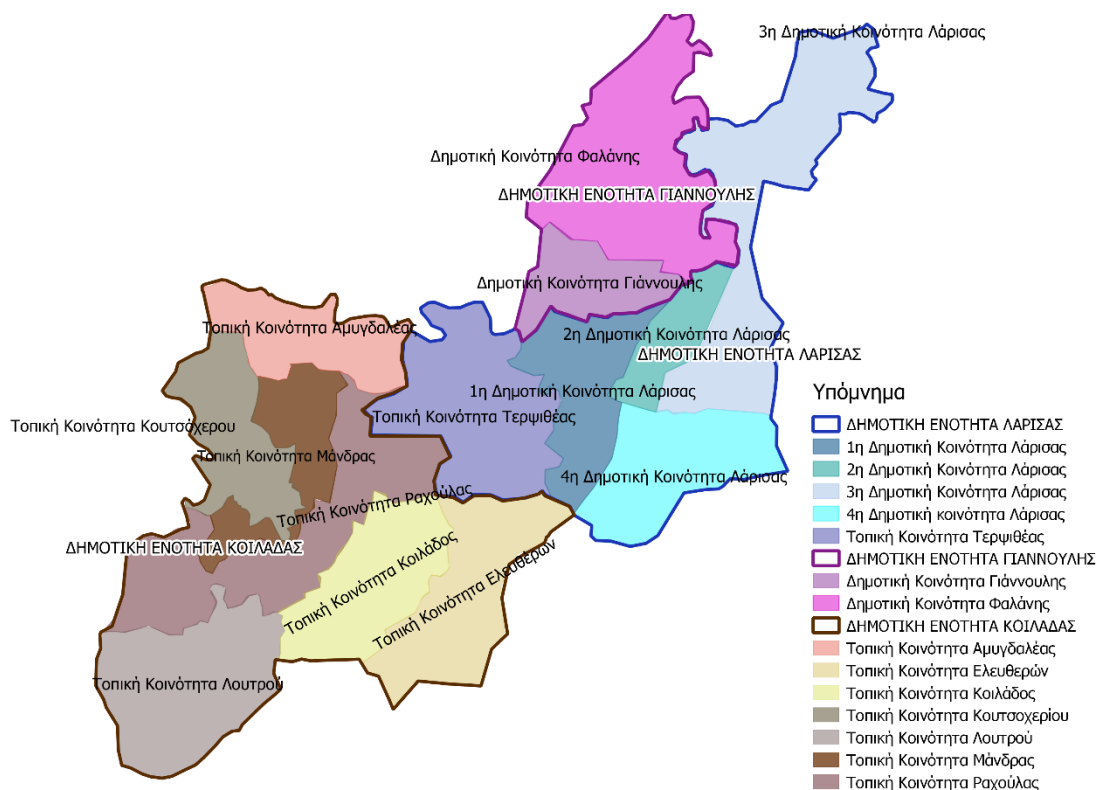 3η Δημοτική Κοινότητα Λάρισας
Δημοτική Κοινότητα Φαλάνης
ΔΗΜΟΤΙΚΗ ΕΝΟΤΗΤΑ ΓΙΑΝΝΟΥΛΗΣ
Δημοτική Κοινότητα Γιάννουλης
Τοπική Κοινότητα Αμυγδαλέας
2η Δημοτική Κοινότητα Λάρισας
ΔΗΜΟΤΙΚΗ ΕΝΟΤΗΤΑ ΛΑΡΙΣΑΣ
1η Δημοτική Κοινότητα Λάρισας
Τοπική Κοινότητα Τερψιθέας
Τοπική Κοινότητα Κουτσόχερου
Τοπική Κοινότητα Μάνδρας
4η Δημοτική Κοινότητα Λάρισας
Τοπική Κοινότητα Ραχούλας
ΔΗΜΟΤΙΚΗ ΕΝΟΤΗΤΑ ΚΟΙΛΑΔΑΣ
Τοπική Κοινότητα Κοιλάδος
Τοπική Κοινότητα Ελευθερών
Τοπική Κοινότητα Λουτρού
Υπόμνημα
ΔΗΜΟΤΙΚΗ ΕΝΟΤΗΤΑ ΛΑΡΙΣΑΣ
1η Δημοτική Κοινότητα Λάρισας
2η Δημοτική Κοινότητα Λάρισας
3η Δημοτική Κοινότητα Λάρισας
4η Δημοτική κοινότητα Λάρισας
Τοπική Κοινότητα Τερψιθέας
ΔΗΜΟΤΙΚΗ ΕΝΟΤΗΤΑ ΓΙΑΝΝΟΥΛΗΣ
Δημοτική Κοινότητα Γιάννουλης
Δημοτική Κοινότητα Φαλάνης
ΔΗΜΟΤΙΚΗ ΕΝΟΤΗΤΑ ΚΟΙΛΑΔΑΣ
Τοπική Κοινότητα Αμυγδαλέας
Τοπική Κοινότητα Ελευθερών
Τοπική Κοινότητα Κοιλάδος
Τοπική Κοινότητα Κουτσοχερίου
Τοπική Κοινότητα Λουτρού
Τοπική Κοινότητα Μάνδρας
Τοπική Κοινότητα Ραχούλας